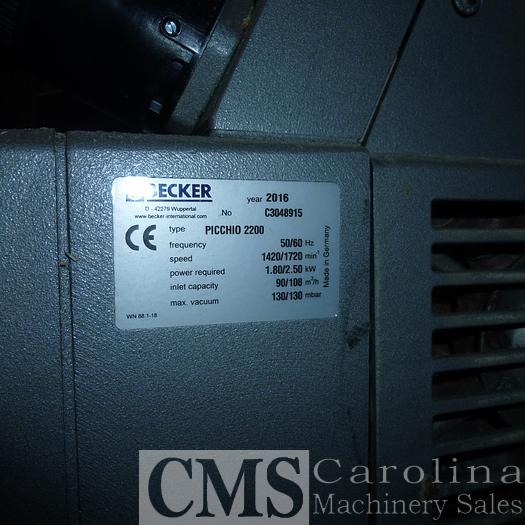 BECKER
year 2016
D - 42279 Wuppertal
www.becker-international.com
.No C3048915
CE type PICCHIO 2200
frequency 50/60 Hz
speed 1420/1720 min-1
power required 1.80/2.50 kW
inlet capacity 90/108 m3/h
max. vacuum 130/130 mbar
Made in Germany
WN 88.1-18
CMS Carolina
Machinery Sales